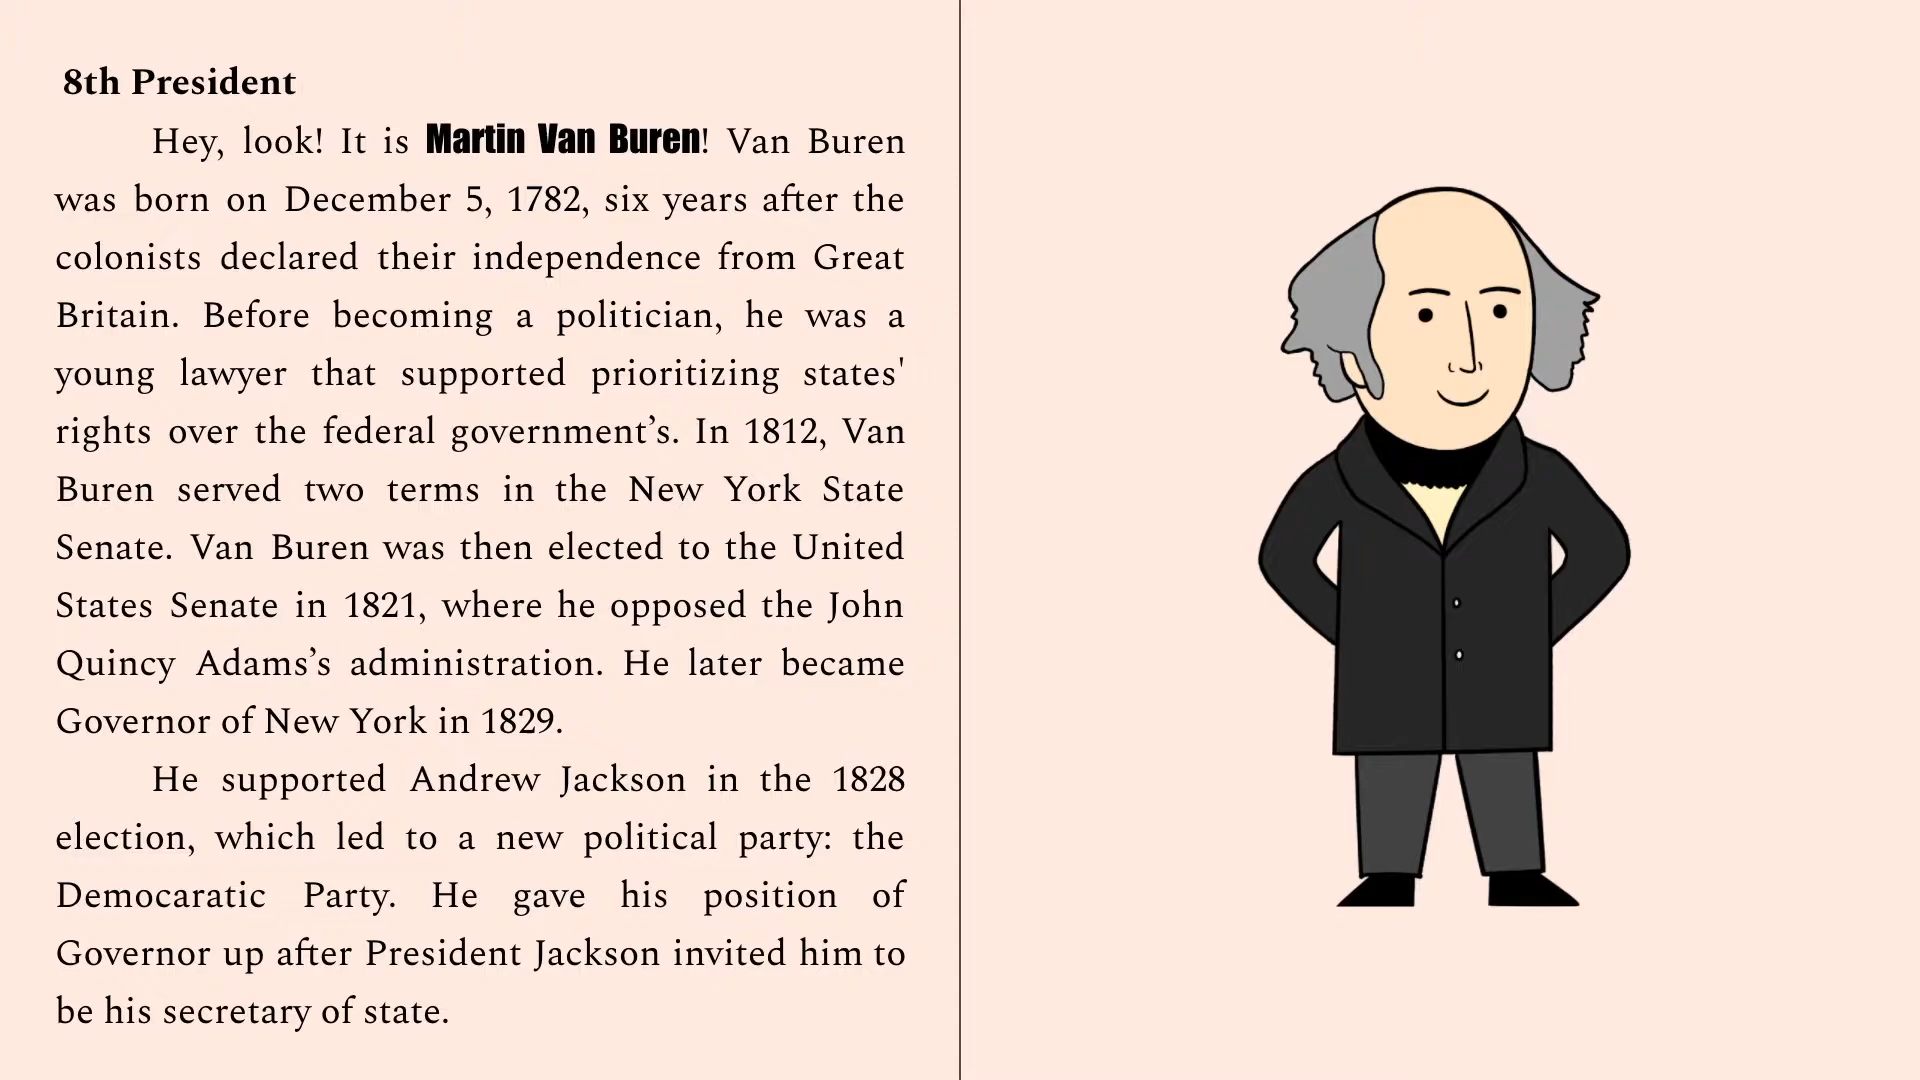 8th President
Hey, look! It is Martin Van Buren! Van Buren
was born on December 5, 1782, six years after the
colonists declared their independence from Great
Britain. Before becoming a politician, he was a
young lawyer that supported prioritizing states'
rights over the federal government’s. In 1812, Van
Buren served two terms in the New York State
Senate. Van Buren was then elected to the United
States Senate in 1821, where he opposed the John
Quincy Adams’s administration. He later became
Governor of New York in 1829.
He supported Andrew Jackson in the 1828
election, which led to a new political party: the
Democaratic Party. He gave his position of
Governor up after President Jackson invited him to
be his secretary of state.